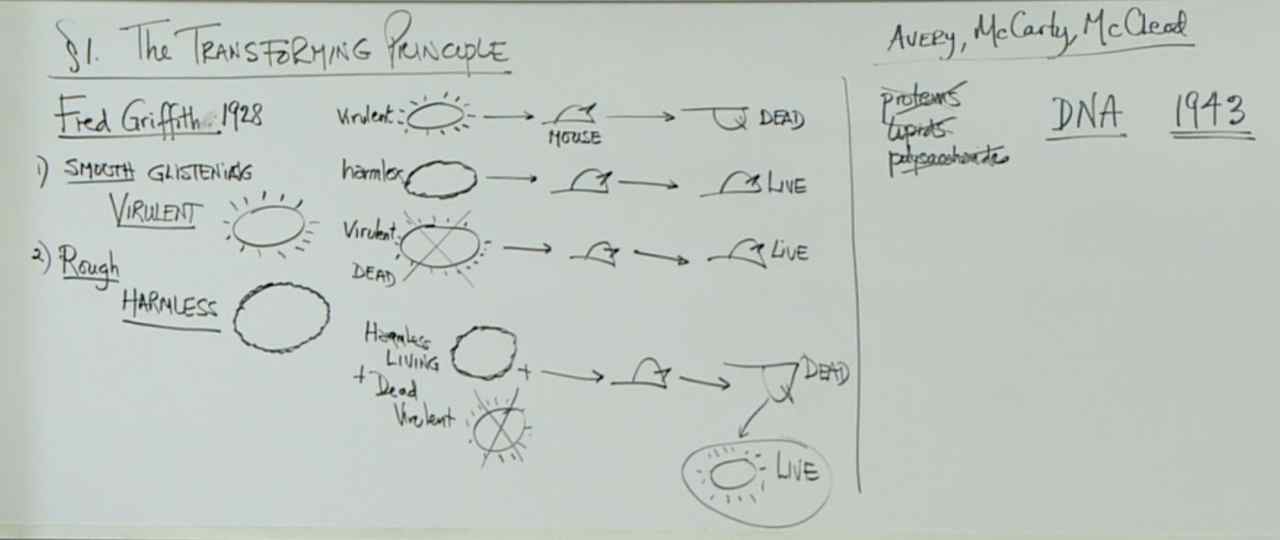 §1. The TRANSFORMING PRINCIPLE
Fred Griffith: 1928
1) SMOOTH GLISTENING
VIRULENT
2) Rough
HARMLESS
Virulent:
MOUSE
DEAD
harmless
LIVE
Virulent
DEAD
LIVE
Harmless
LIVING
+
+ Dead
Virulent
DEAD
LIVE
Avery, McCarty, McCleod
proteins
lipids
polysaccharides
DNA 1943